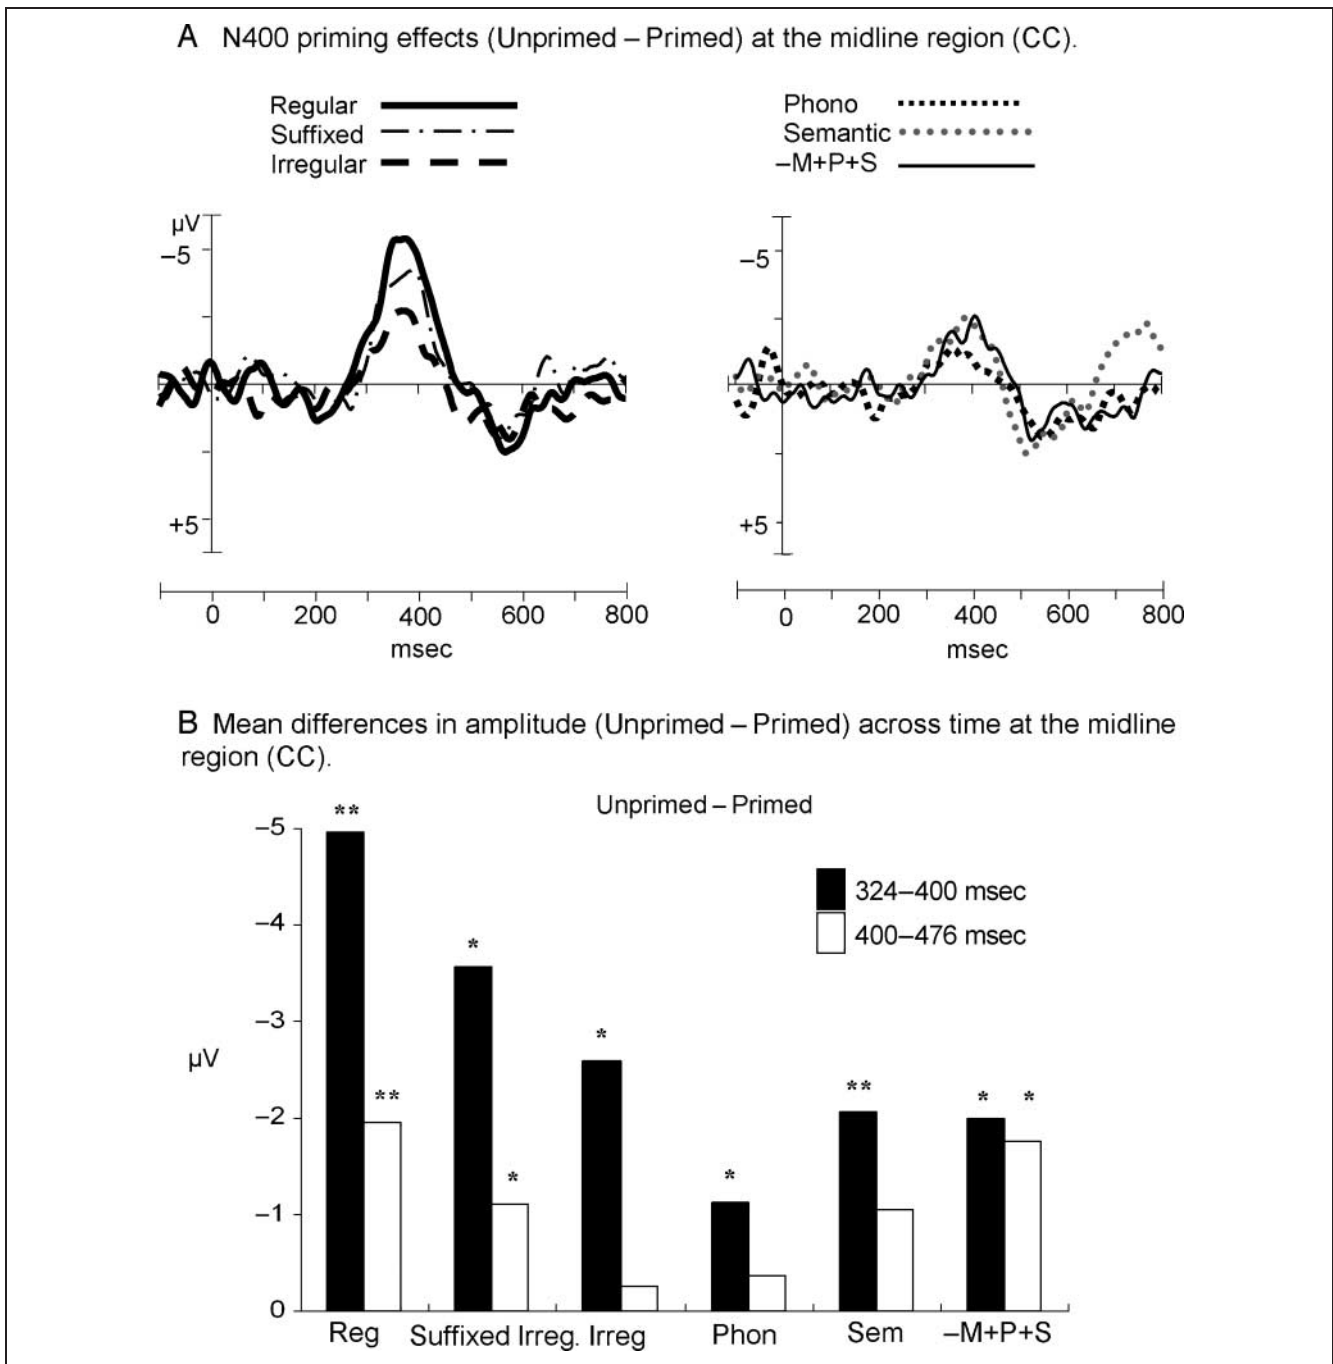 A N400 priming effects (Unprimed – Primed) at the midline region (CC).
Regular
Suffixed
Irregular
Phono
Semantic
–M+P+S
µV
–5
+5
0 200 400 600 800
msec
–5
+5
0 200 400 600 800
msec
B Mean differences in amplitude (Unprimed – Primed) across time at the midline
region (CC).
Unprimed – Primed
324–400 msec
400–476 msec
µV
–5
–4
–3
–2
–1
0
** ** * * * * ** * *
Reg Suffixed Irreg. Irreg Phon Sem –M+P+S